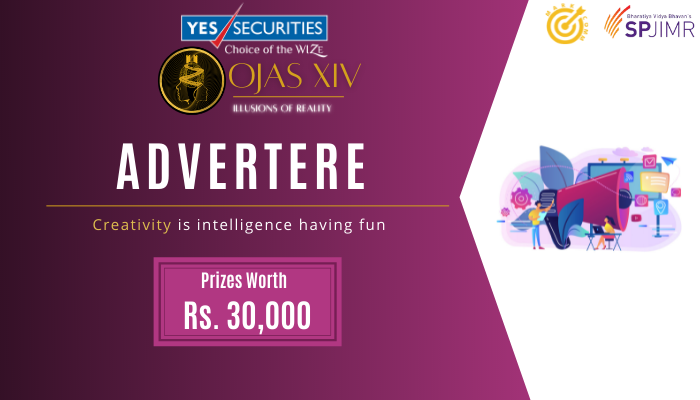 YES SECURITIES
Choice of the WIZE
OJAS XIV
ILLUSIONS OF REALITY
Bharatiya Vidya Bhavan's
SPJIMR
ADVERTERE
Creativity is intelligence having fun
Prizes Worth
Rs. 30,000